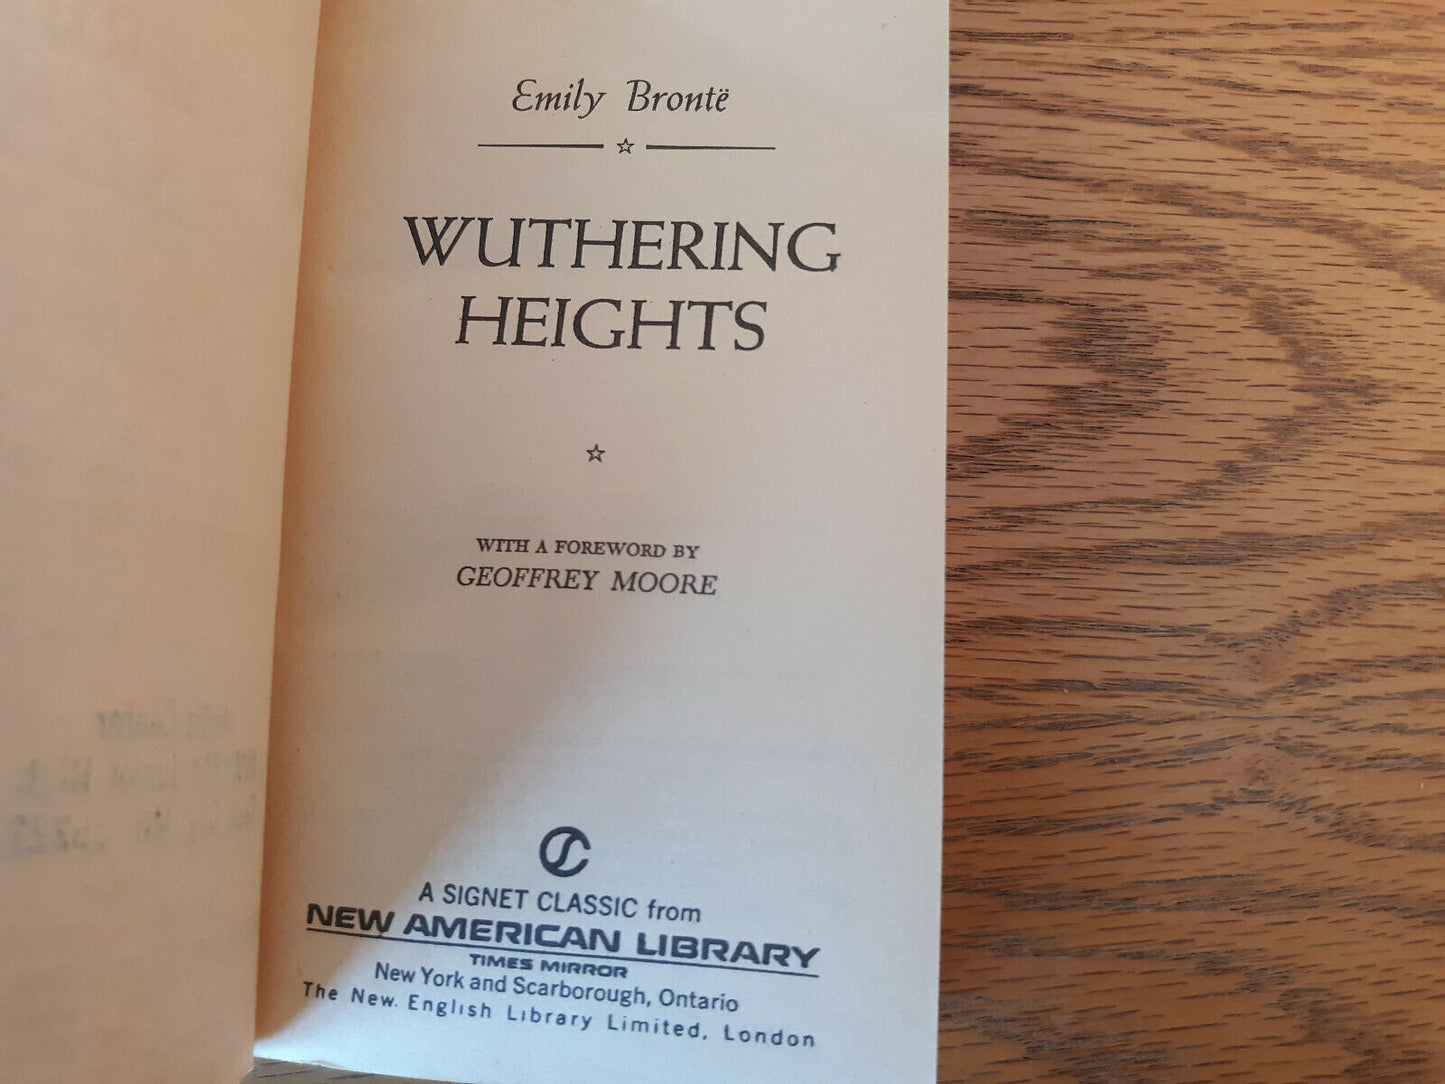 Emily Brontë
WUTHERING
HEIGHTS
WITH A FOREWORD BY
GEOFFREY MOORE
A SIGNET CLASSIC from
NEW AMERICAN LIBRARY
TIMES MIRROR
New York and Scarborough, Ontario
The New English Library Limited, London